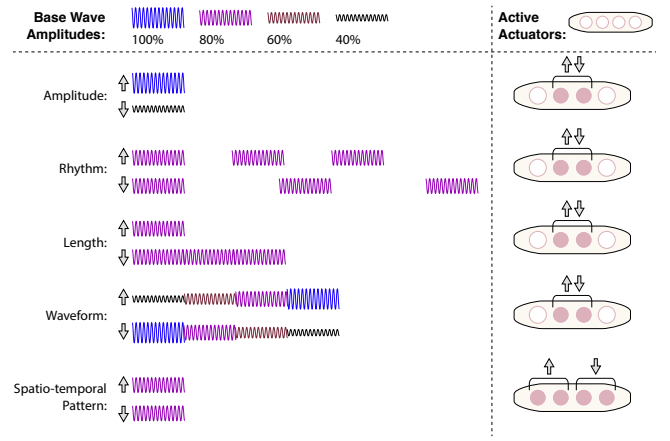 Base Wave
Amplitudes:
100% 80% 60% 40%
Active
Actuators:
Amplitude:
Rhythm:
Length:
Waveform:
Spatio-temporal
Pattern: